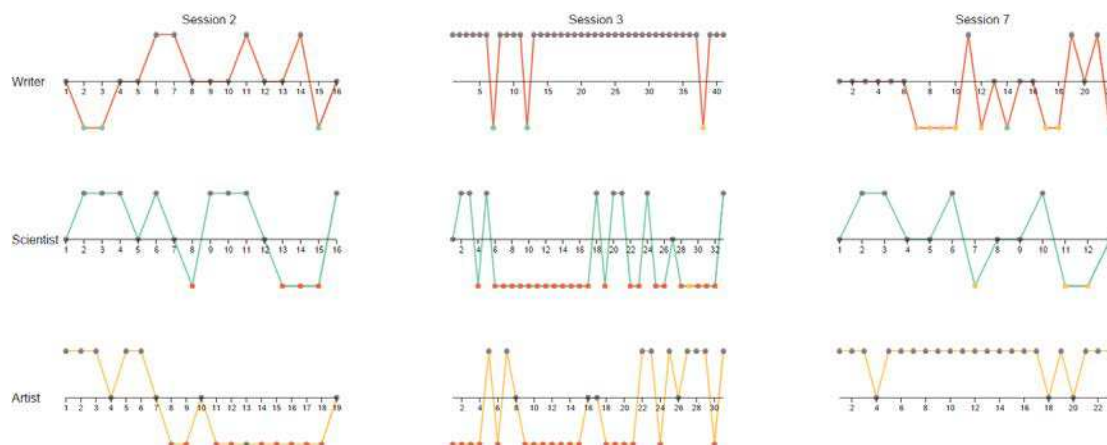 Session 2
Session 3
Session 7
Writer
1 2 3 4 5 6 7 8 9 10 11 12 13 14 15 16
5 10 15 20 25 30 35 40
2 4 6 8 10 12 14 16 18 20
Scientist
1 2 3 4 5 6 7 8 9 10 11 12 13 14 15 16
2 4 6 8 10 12 14 16 18 20 22 24 26 28 30 32
1 2 3 4 5 6 7 8 9 10 11 12
Artist
1 2 3 4 5 6 7 8 9 10 11 12 13 14 15 16 17 18 19
2 4 6 8 10 12 14 16 18 20 22 24 26 28 30
2 4 6 8 10 12 14 16 18 20 22